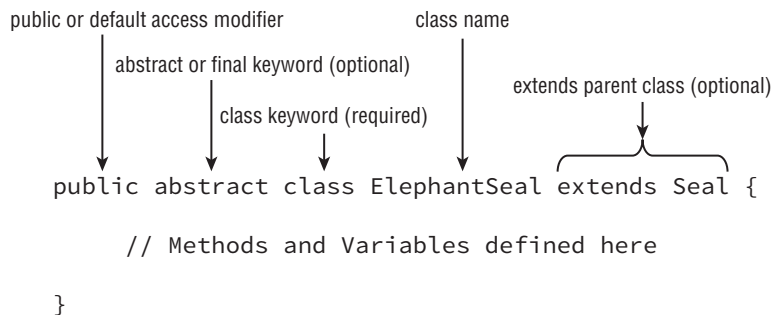 public or default access modifier
class name
abstract or final keyword (optional)
extends parent class (optional)
class keyword (required)
public abstract class ElephantSeal extends Seal {
// Methods and Variables defined here
}